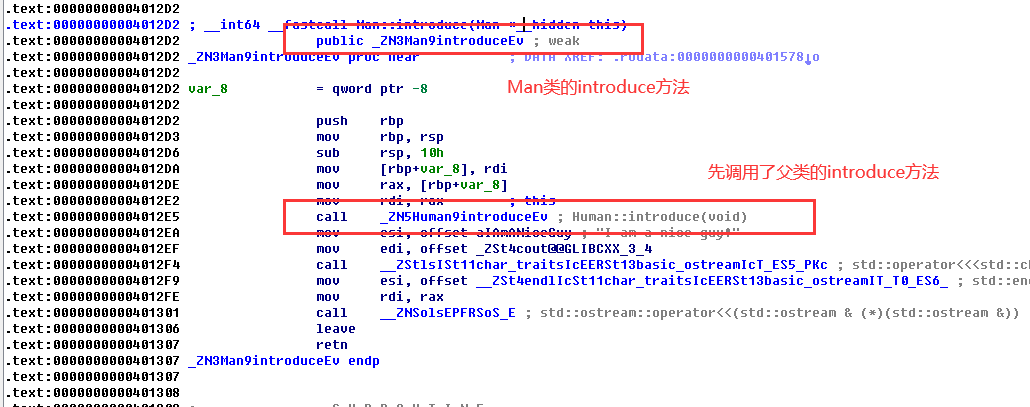 .text:00000000004012D2
.text:00000000004012D2 ; __int64 __fastcall Man::introduce(Man *__hidden this)
.text:00000000004012D2 public _ZN3Man9introduceEv ; weak
.text:00000000004012D2 _ZN3Man9introduceEv proc near ; DATA XREF: .rodata:0000000000401578↓o
.text:00000000004012D2
.text:00000000004012D2 var_8 = qword ptr -8
Man类的introduce方法
.text:00000000004012D2
.text:00000000004012D2 push rbp
.text:00000000004012D3 mov rbp, rsp
.text:00000000004012D6 sub rsp, 10h
.text:00000000004012DA mov [rbp+var_8], rdi
先调用了父类的introduce方法
.text:00000000004012DE mov rax, [rbp+var_8]
.text:00000000004012E2 mov rdi, rax ; this
.text:00000000004012E5 call _ZN5Human9introduceEv ; Human::introduce(void)
.text:00000000004012EA mov esi, offset aIAmANiceGuy ; "I am a nice guy!"
.text:00000000004012EF mov edi, offset _ZSt4cout@@GLIBCXX_3_4
.text:00000000004012F4 call __ZStlsISt11char_traitsIcEERSt13basic_ostreamIcT_ES5_PKc ; std::operator<<<std::c
.text:00000000004012F9 mov esi, offset __ZSt4endlIcSt11char_traitsIcEERSt13basic_ostreamIT_T0_ES6_ ; std::en
.text:00000000004012FE mov rdi, rax
.text:0000000000401301 call __ZNSolsEPFRSoS_E ; std::ostream::operator<<(std::ostream & (*)(std::ostream &))
.text:0000000000401306 leave
.text:0000000000401307 retn
.text:0000000000401307 _ZN3Man9introduceEv endp
.text:0000000000401307
.text:0000000000401308